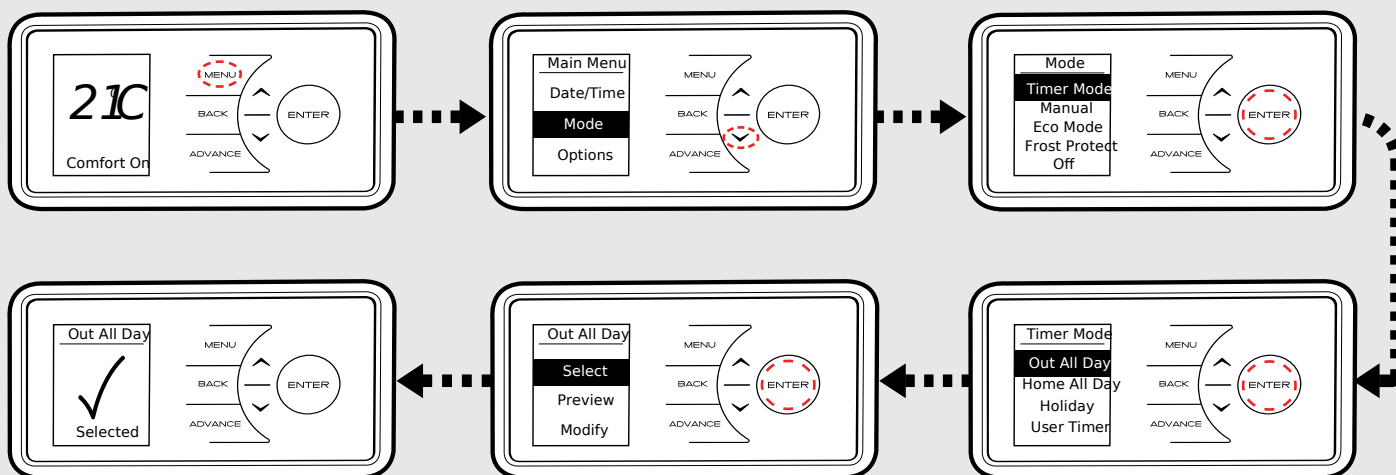 21°C
Comfort On
MENU
BACK
ADVANCE
ENTER
Main Menu
Date/Time
Mode
Options
MENU
BACK
ADVANCE
ENTER
Mode
Timer Mode
Manual
Eco Mode
Frost Protect
Off
MENU
BACK
ADVANCE
ENTER
Timer Mode
Out All Day
Home All Day
Holiday
User Timer
MENU
BACK
ADVANCE
ENTER
Out All Day
Select
Preview
Modify
MENU
BACK
ADVANCE
ENTER
Out All Day
Selected
MENU
BACK
ADVANCE
ENTER